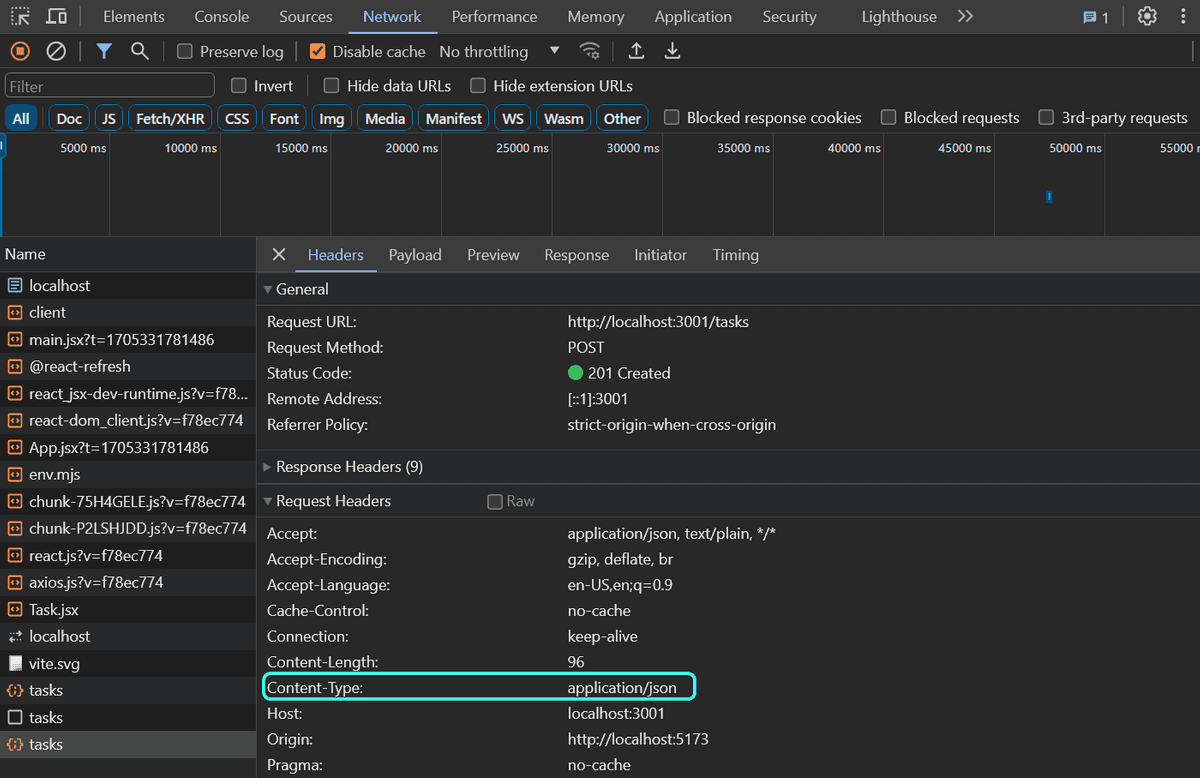 Elements Console Sources Network Performance Memory Application Security Lighthouse 1
Preserve log Disable cache No throttling
Filter Invert Hide data URLs Hide extension URLs
All Doc JS Fetch/XHR CSS Font Img Media Manifest WS Wasm Other Blocked response cookies Blocked requests 3rd-party requests
5000 ms 10000 ms 15000 ms 20000 ms 25000 ms 30000 ms 35000 ms 40000 ms 45000 ms 50000 ms 55000
Name
localhost
client
main.jsx?t=1705331781486
@react-refresh
react_jsx-dev-runtime.js?v=f78...
react-dom_client.js?v=f78ec774
App.jsx?t=1705331781486
env.mjs
chunk-75H4GELE.js?v=f78ec774
chunk-P2LSHJDD.js?v=f78ec774
react.js?v=f78ec774
axios.js?v=f78ec774
Task.jsx
localhost
vite.svg
tasks
tasks
tasks
Headers Payload Preview Response Initiator Timing
General
Request URL: http://localhost:3001/tasks
Request Method: POST
Status Code: 201 Created
Remote Address: [::1]:3001
Referrer Policy: strict-origin-when-cross-origin
Response Headers (9)
Request Headers Raw
Accept: application/json, text/plain, */*
Accept-Encoding: gzip, deflate, br
Accept-Language: en-US,en;q=0.9
Cache-Control: no-cache
Connection: keep-alive
Content-Length: 96
Content-Type: application/json
Host: localhost:3001
Origin: http://localhost:5173
Pragma: no-cache